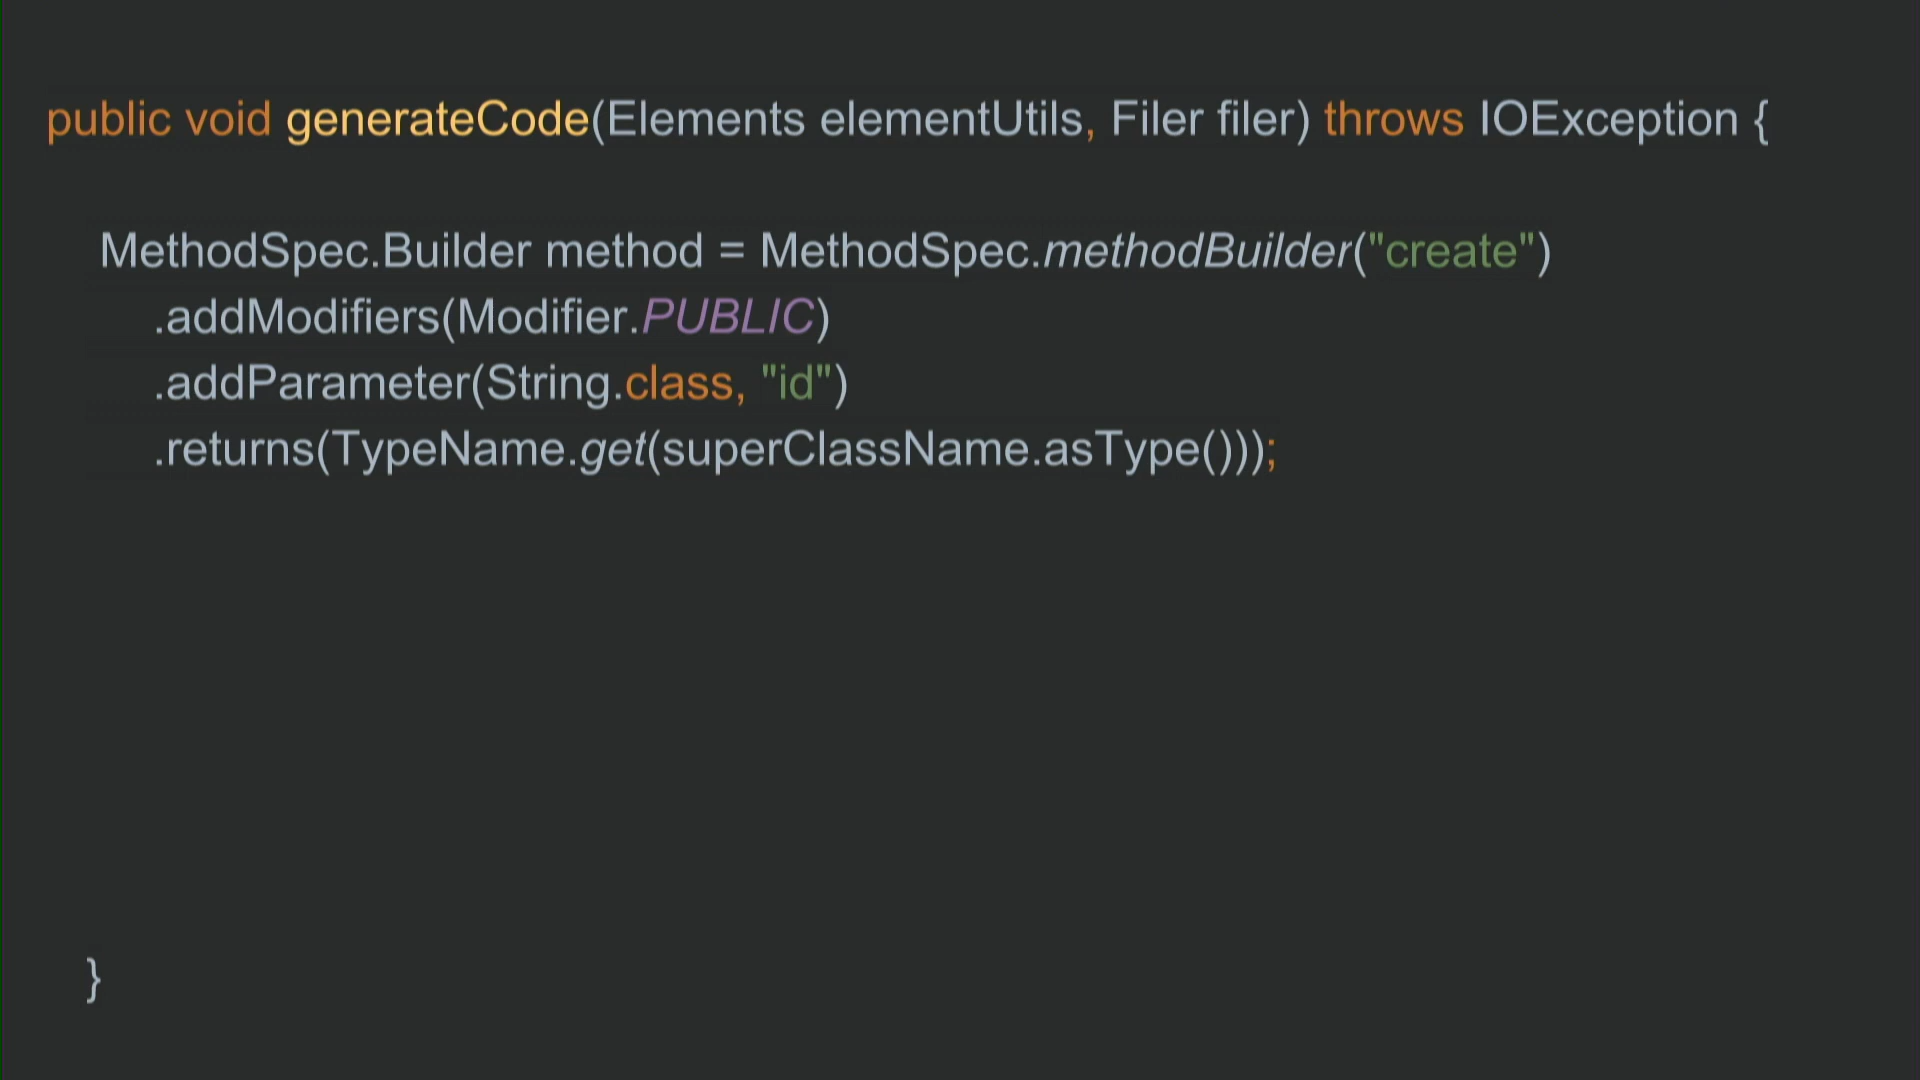 public void generateCode(Elements elementUtils, Filer filer) throws IOException {
MethodSpec.Builder method = MethodSpec.methodBuilder("create")
.addModifiers(Modifier.PUBLIC)
.addParameter(String.class, "id")
.returns(TypeName.get(superClassName.asType()));
}